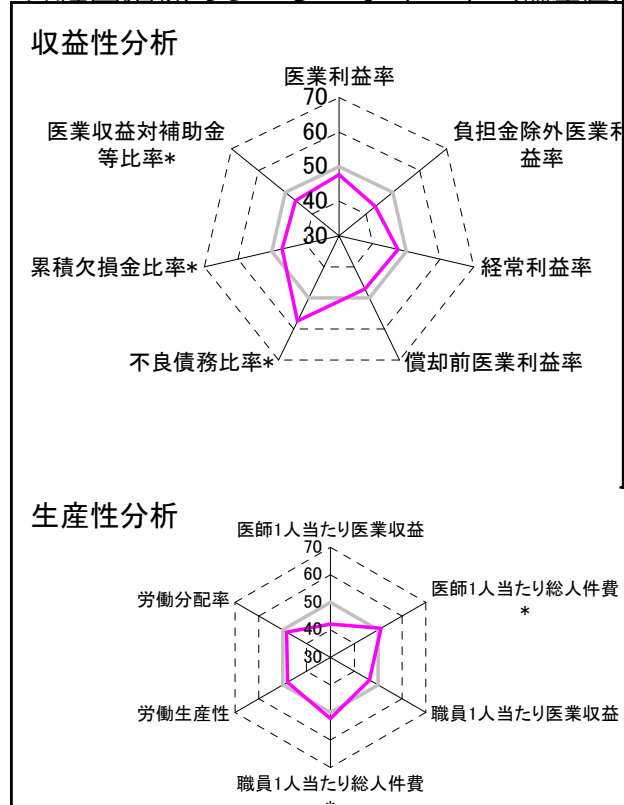 収益性分析
医業利益率
70
60
50
40
30
負担金除外医業利
益率
経常利益率
償却前医業利益率
不良債務比率*
累積欠損金比率*
医業収益対補助金
等比率*
生産性分析
医師1人当たり医業収益
70
60
50
40
30
医師1人当たり総人件費
*
職員1人当たり医業収益
職員1人当たり総人件費
*
労働生産性
労働分配率